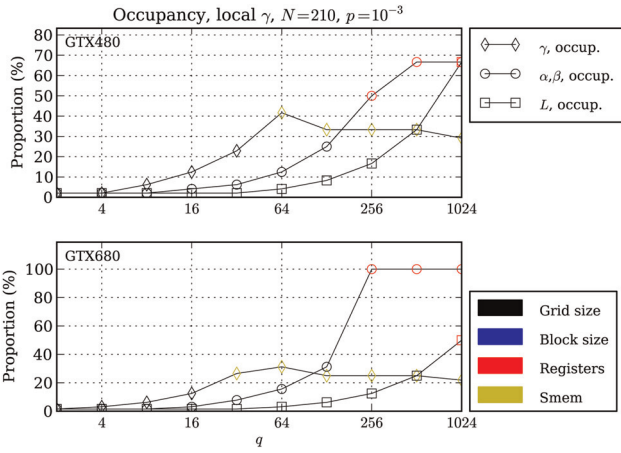 Occupancy, local γ, N=210, p=10⁻³
GTX480
Proportion (%)
80
70
60
50
40
30
20
10
0
4
16
64
256
1024
γ, occup.
α,β, occup.
L, occup.
GTX680
Proportion (%)
100
80
60
40
20
0
4
16
64
256
1024
q
Grid size
Block size
Registers
Smem